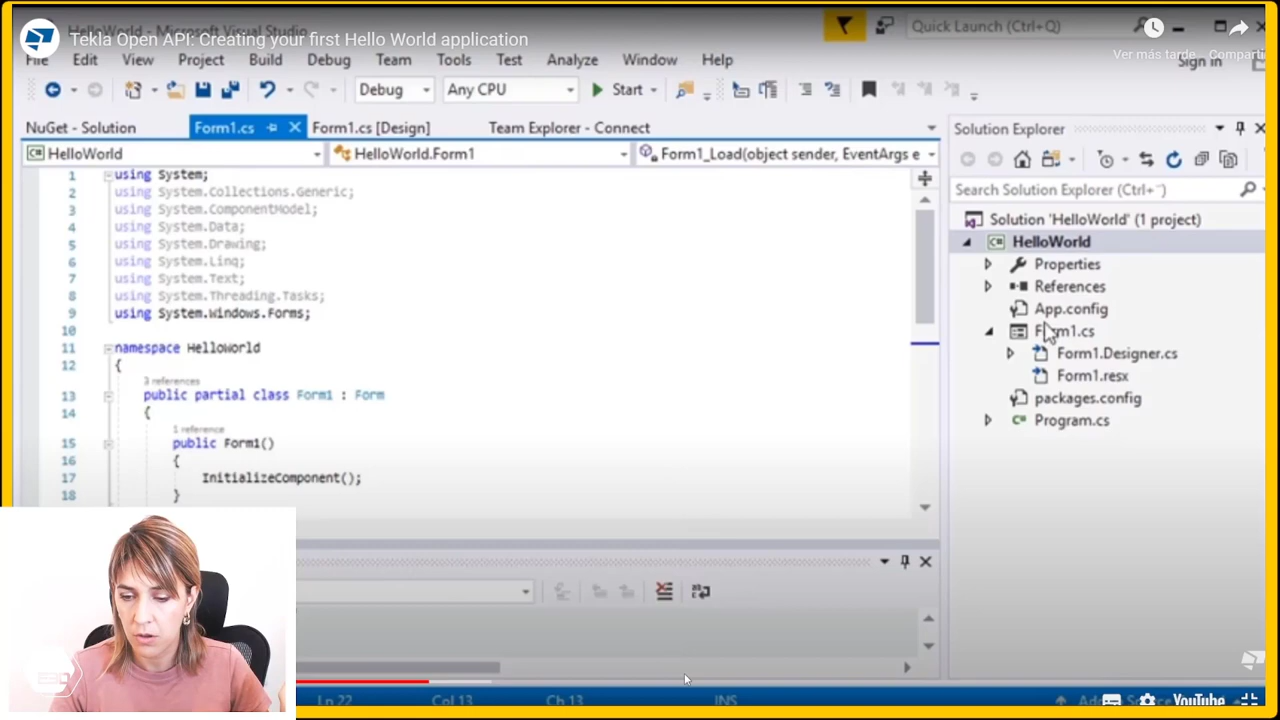 HelloWorld - Microsoft Visual Studio
Quick Launch (Ctrl+Q)
Tekla Open API: Creating your first Hello World application
Ver más tarde
File Edit View Project Build Debug Team Tools Test Analyze Window Help
Sign in
Debug Any CPU Start
NuGet - Solution Form1.cs Form1.cs [Design] Team Explorer - Connect
Solution Explorer
HelloWorld HelloWorld.Form1 Form1_Load(object sender, EventArgs e
Search Solution Explorer (Ctrl+¨)
1 using System;
2 using System.Collections.Generic;
3 using System.ComponentModel;
4 using System.Data;
5 using System.Drawing;
6 using System.Linq;
7 using System.Text;
8 using System.Threading.Tasks;
9 using System.Windows.Forms;
10
11 namespace HelloWorld
12 {
3 references
13 public partial class Form1 : Form
14 {
1 reference
15 public Form1()
16 {
17 InitializeComponent();
18 }
Solution 'HelloWorld' (1 project)
HelloWorld
Properties
References
App.config
Form1.cs
Form1.Designer.cs
Form1.resx
packages.config
Program.cs
Ln 22 Col 13 Ch 13 INS
YouTube